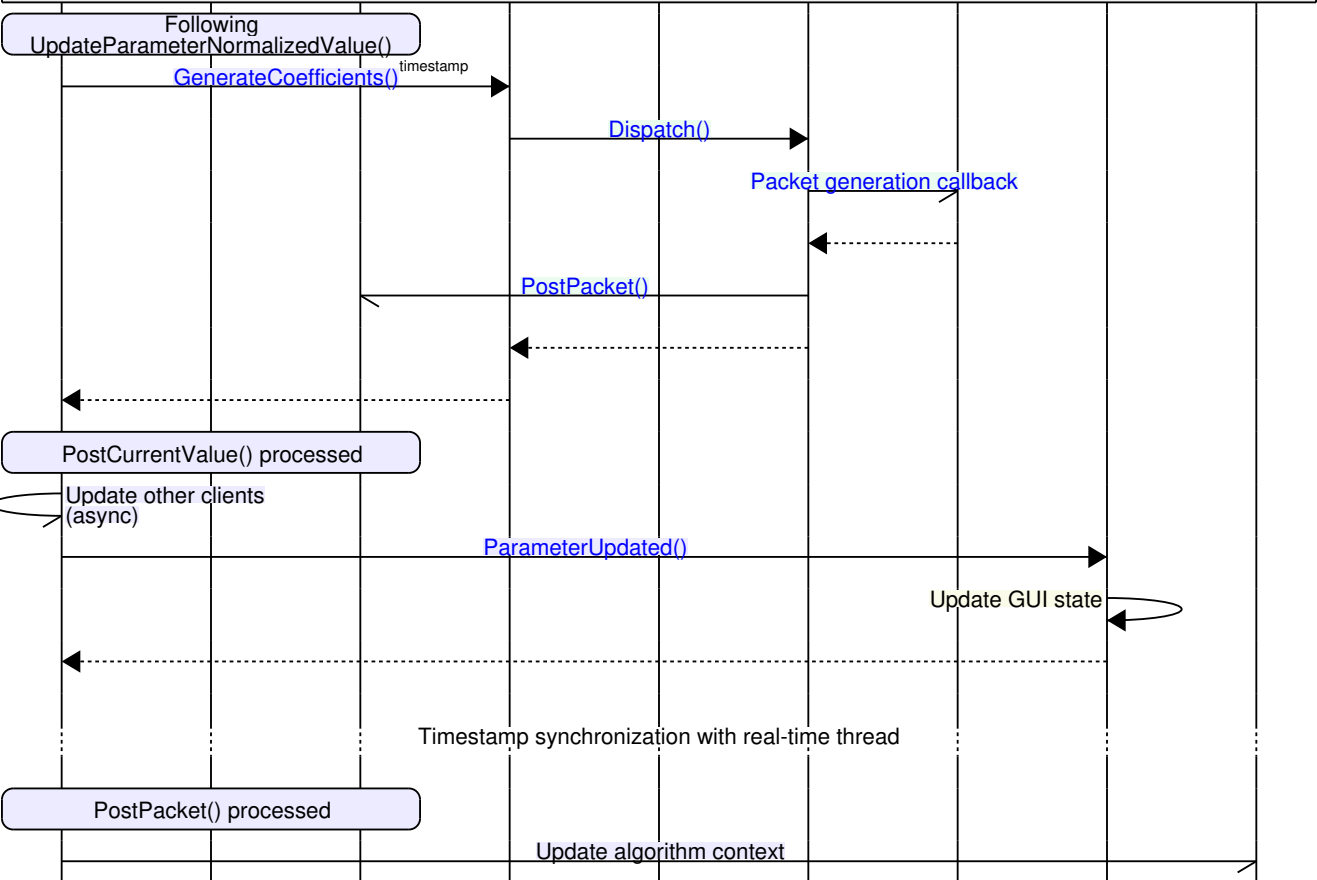 Following
UpdateParameterNormalizedValue()
GenerateCoefficients() timestamp
Dispatch()
Packet generation callback
PostPacket()
PostCurrentValue() processed
Update other clients
(async)
ParameterUpdated()
Update GUI state
Timestamp synchronization with real-time thread
PostPacket() processed
Update algorithm context